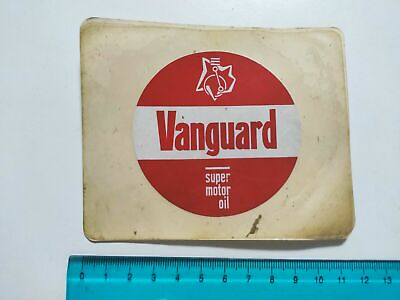 Vanguard
super
motor
oil
0 1 2 3 4 5 6 7 8 9 10 11 12 13